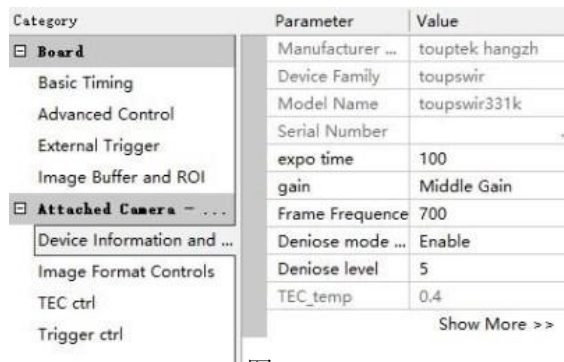 Category
Parameter Value
⊟ Board
Manufacturer ... touptek hangzh
Basic Timing
Device Family toupswir
Advanced Control
Model Name toupswir331k
External Trigger
Serial Number
expo time 100
Image Buffer and ROI
gain Middle Gain
⊟ Attached Camera - ...
Frame Frequence 700
Device Information and ...
Deniose mode ... Enable
Image Format Controls
Deniose level 5
TEC ctrl
TEC_temp 0.4
Trigger ctrl
Show More >>